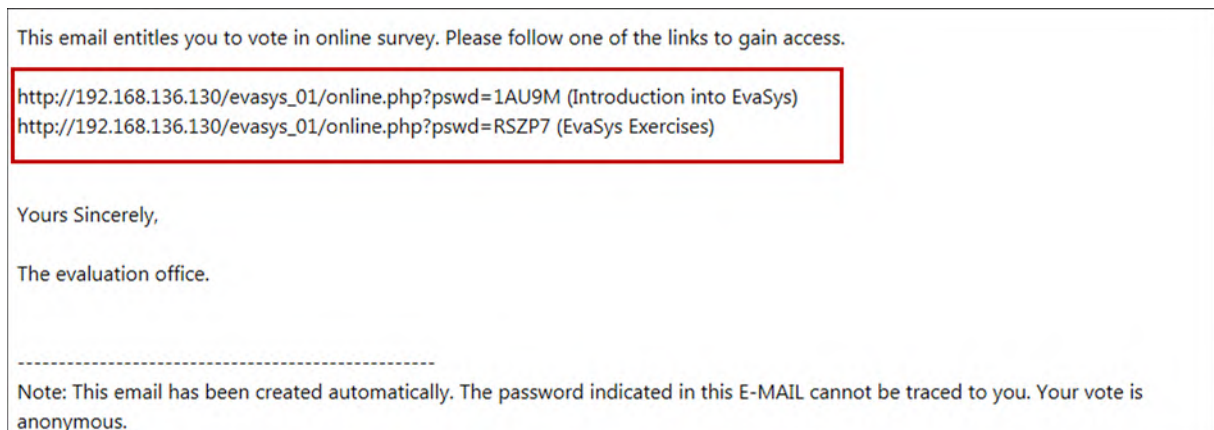 This email entitles you to vote in online survey. Please follow one of the links to gain access.
http://192.168.136.130/evasys_01/online.php?pswd=1AU9M (Introduction into EvaSys)
http://192.168.136.130/evasys_01/online.php?pswd=RSZP7 (EvaSys Exercises)
Yours Sincerely,
The evaluation office.
---------------------------------------------------
Note: This email has been created automatically. The password indicated in this E-MAIL cannot be traced to you. Your vote is
anonymous.